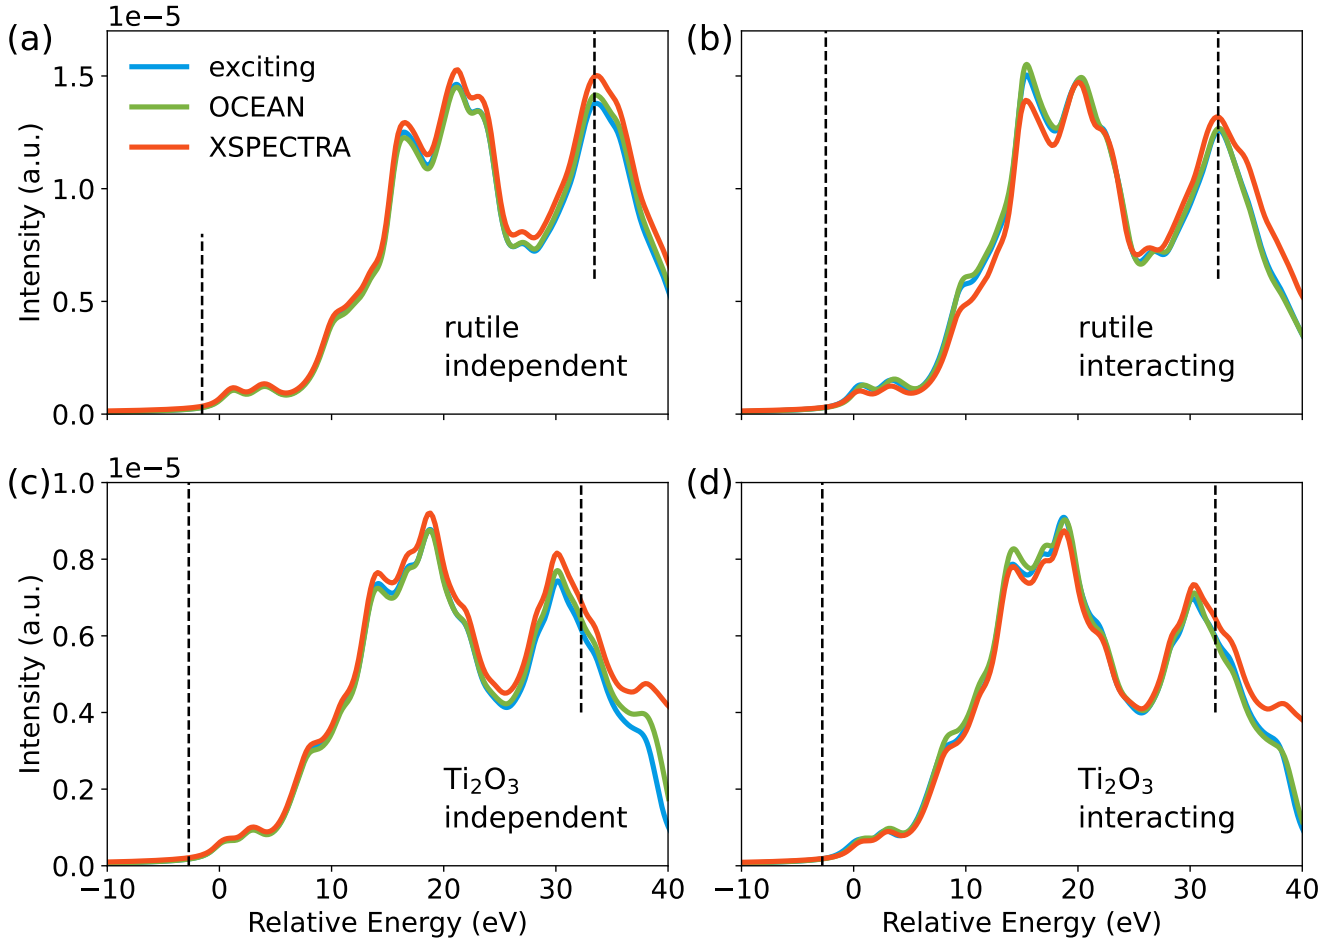 1e−5
(a)
(b)
exciting
OCEAN
XSPECTRA
1.5
1.0
0.5
0.0
Intensity (a.u.)
rutile
independent
rutile
interacting
1e−5
(c)
(d)
1.0
0.8
0.6
0.4
0.2
0.0
Intensity (a.u.)
Ti₂O₃
independent
Ti₂O₃
interacting
−10 0 10 20 30 40
−10 0 10 20 30 40
Relative Energy (eV)
Relative Energy (eV)